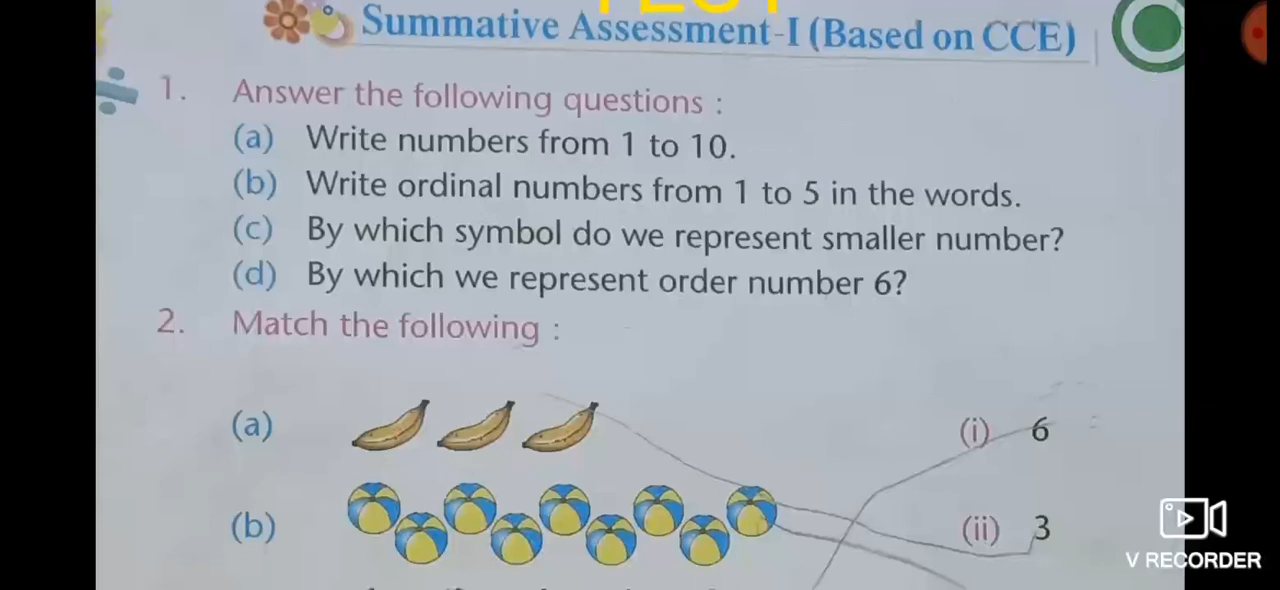 TEST
Summative Assessment-I (Based on CCE)
1. Answer the following questions :
(a) Write numbers from 1 to 10.
(b) Write ordinal numbers from 1 to 5 in the words.
(c) By which symbol do we represent smaller number?
(d) By which we represent order number 6?
2. Match the following :
(a) (i) 6
(b) (ii) 3
V RECORDER